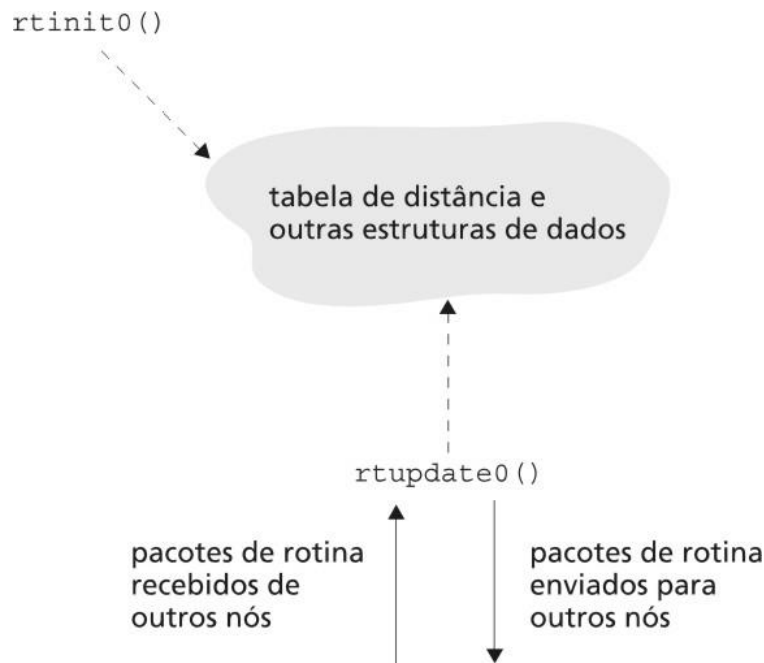 rtinit0()
tabela de distância e
outras estruturas de dados
rtupdate0()
pacotes de rotina
recebidos de
outros nós
pacotes de rotina
enviados para
outros nós